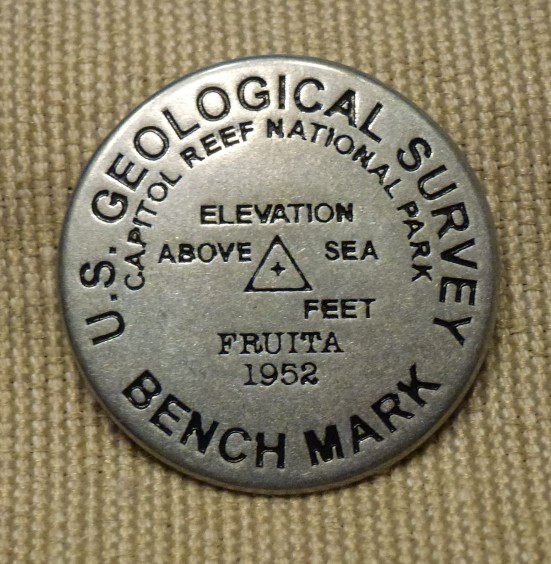 U.S. GEOLOGICAL SURVEY
CAPITOL REEF NATIONAL PARK
ELEVATION
ABOVE SEA
FEET
FRUITA
1952
BENCH MARK